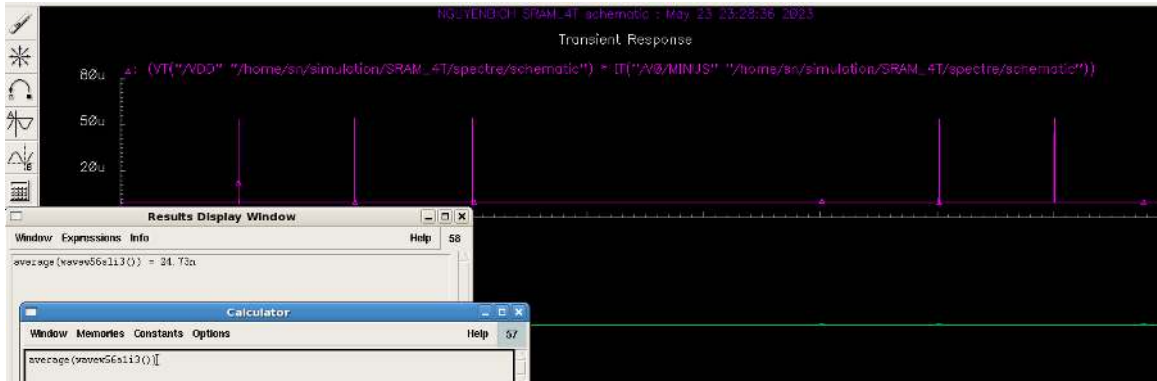 NGUYENBICH SRAM_4T schematic : May 23 23:28:36 2023
Transient Response
80u
△: (VT("/VDD" "/home/sn/simulation/SRAM_4T/spectre/schematic") * IT("/V0/MINUS" "/home/sn/simulation/SRAM_4T/spectre/schematic"))
50u
20u
Results Display Window
Window Expressions Info Help 58
average(wavew56s1i3()) = 24.73n
Calculator
Window Memories Constants Options Help 57
average(wavew56s1i3())